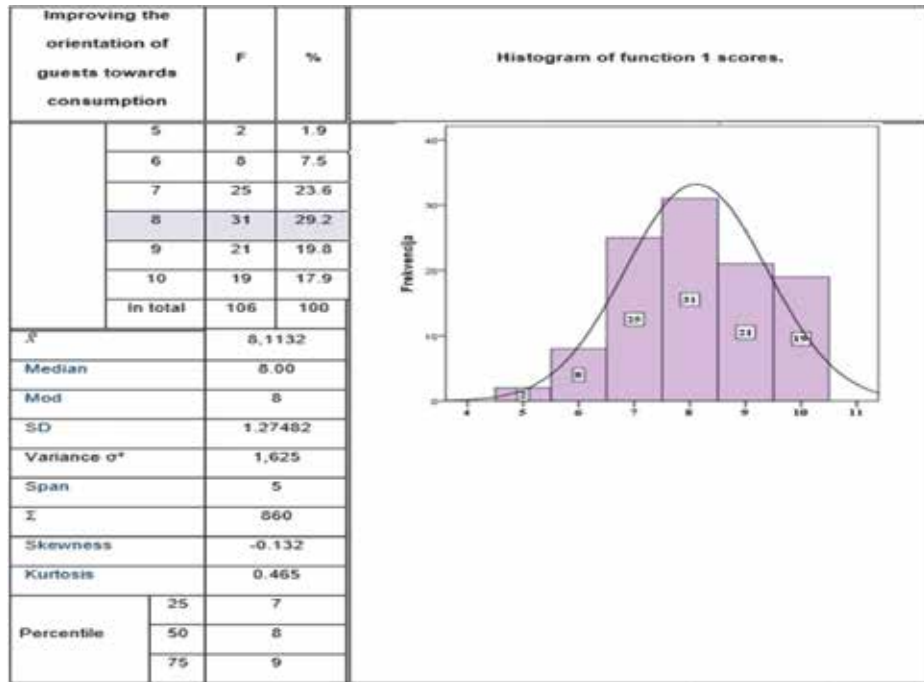 Improving the
orientation of
guests towards
consumption
F
%
Histogram of function 1 scores.
5 2 1.9
6 8 7.5
7 25 23.6
8 31 29.2
9 21 19.8
10 19 17.9
In total 106 100
x̄ 8,1132
Median 8.00
Mod 8
SD 1.27482
Variance σ² 1,625
Span 5
Σ 860
Skewness -0.132
Kurtosis 0.465
Percentile
25 7
50 8
75 9
Frekvencija
40
30
20
10
0
2
8
25
31
21
19
4 5 6 7 8 9 10 11